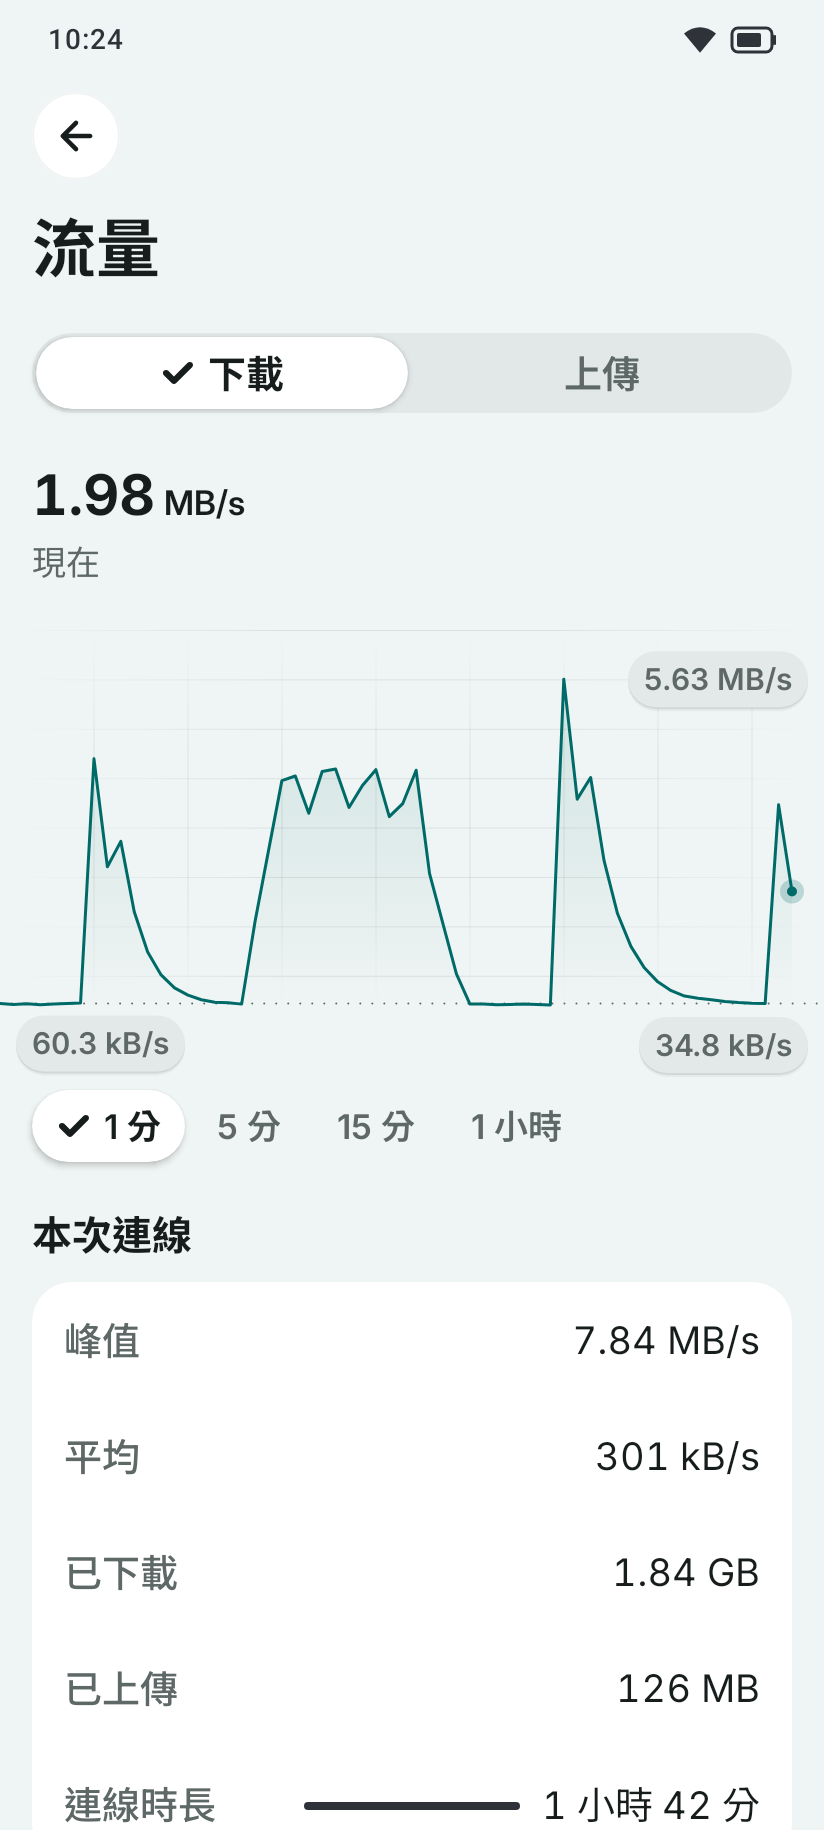 10:24
流量
下載 上傳
1.98 MB/s
現在
5.63 MB/s
60.3 kB/s 34.8 kB/s
1 分 5 分 15 分 1 小時
本次連線
峰值 7.84 MB/s
平均 301 kB/s
已下載 1.84 GB
已上傳 126 MB
連線時長 1 小時 42 分